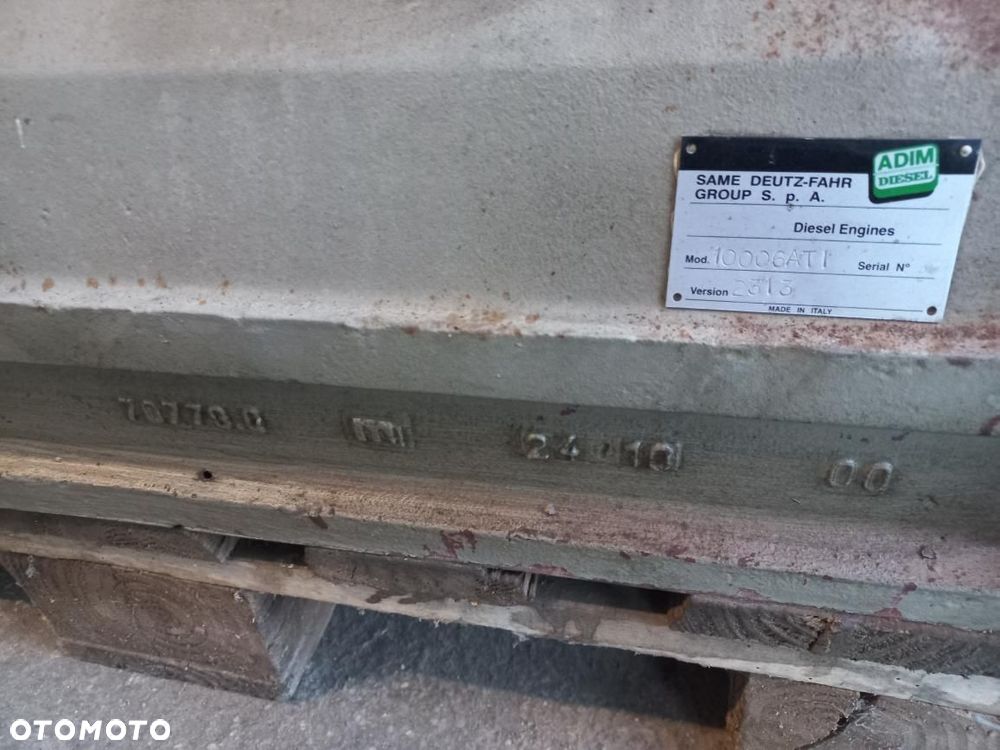 ADIM
DIESEL
SAME DEUTZ-FAHR
GROUP S. p. A.
Diesel Engines
Mod. 10006ATI Serial N°
Version 2313
MADE IN ITALY
m 24 10 00
OTOMOTO